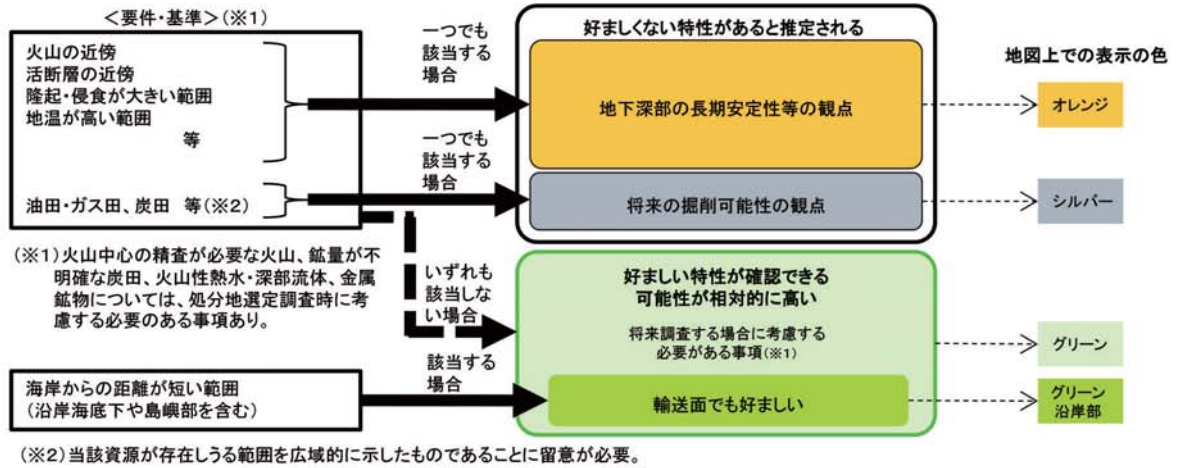 ＜要件・基準＞(※1)
火山の近傍
活断層の近傍
隆起・侵食が大きい範囲
地温が高い範囲
等
油田・ガス田、炭田　等(※2)
一つでも
該当する
場合
一つでも
該当する
場合
好ましくない特性があると推定される
地下深部の長期安定性等の観点
将来の掘削可能性の観点
地図上での表示の色
オレンジ
シルバー
(※1)火山中心の精査が必要な火山、鉱量が不
明確な炭田、火山性熱水・深部流体、金属
鉱物については、処分地選定調査時に考
慮する必要のある事項あり。
いずれも
該当しな
い場合
該当する
場合
好ましい特性が確認できる
可能性が相対的に高い
将来調査する場合に考慮する
必要がある事項(※1)
輸送面でも好ましい
グリーン
グリーン
沿岸部
海岸からの距離が短い範囲
(沿岸海底下や島嶼部を含む)
(※2)当該資源が存在しうる範囲を広域的に示したものであることに留意が必要。